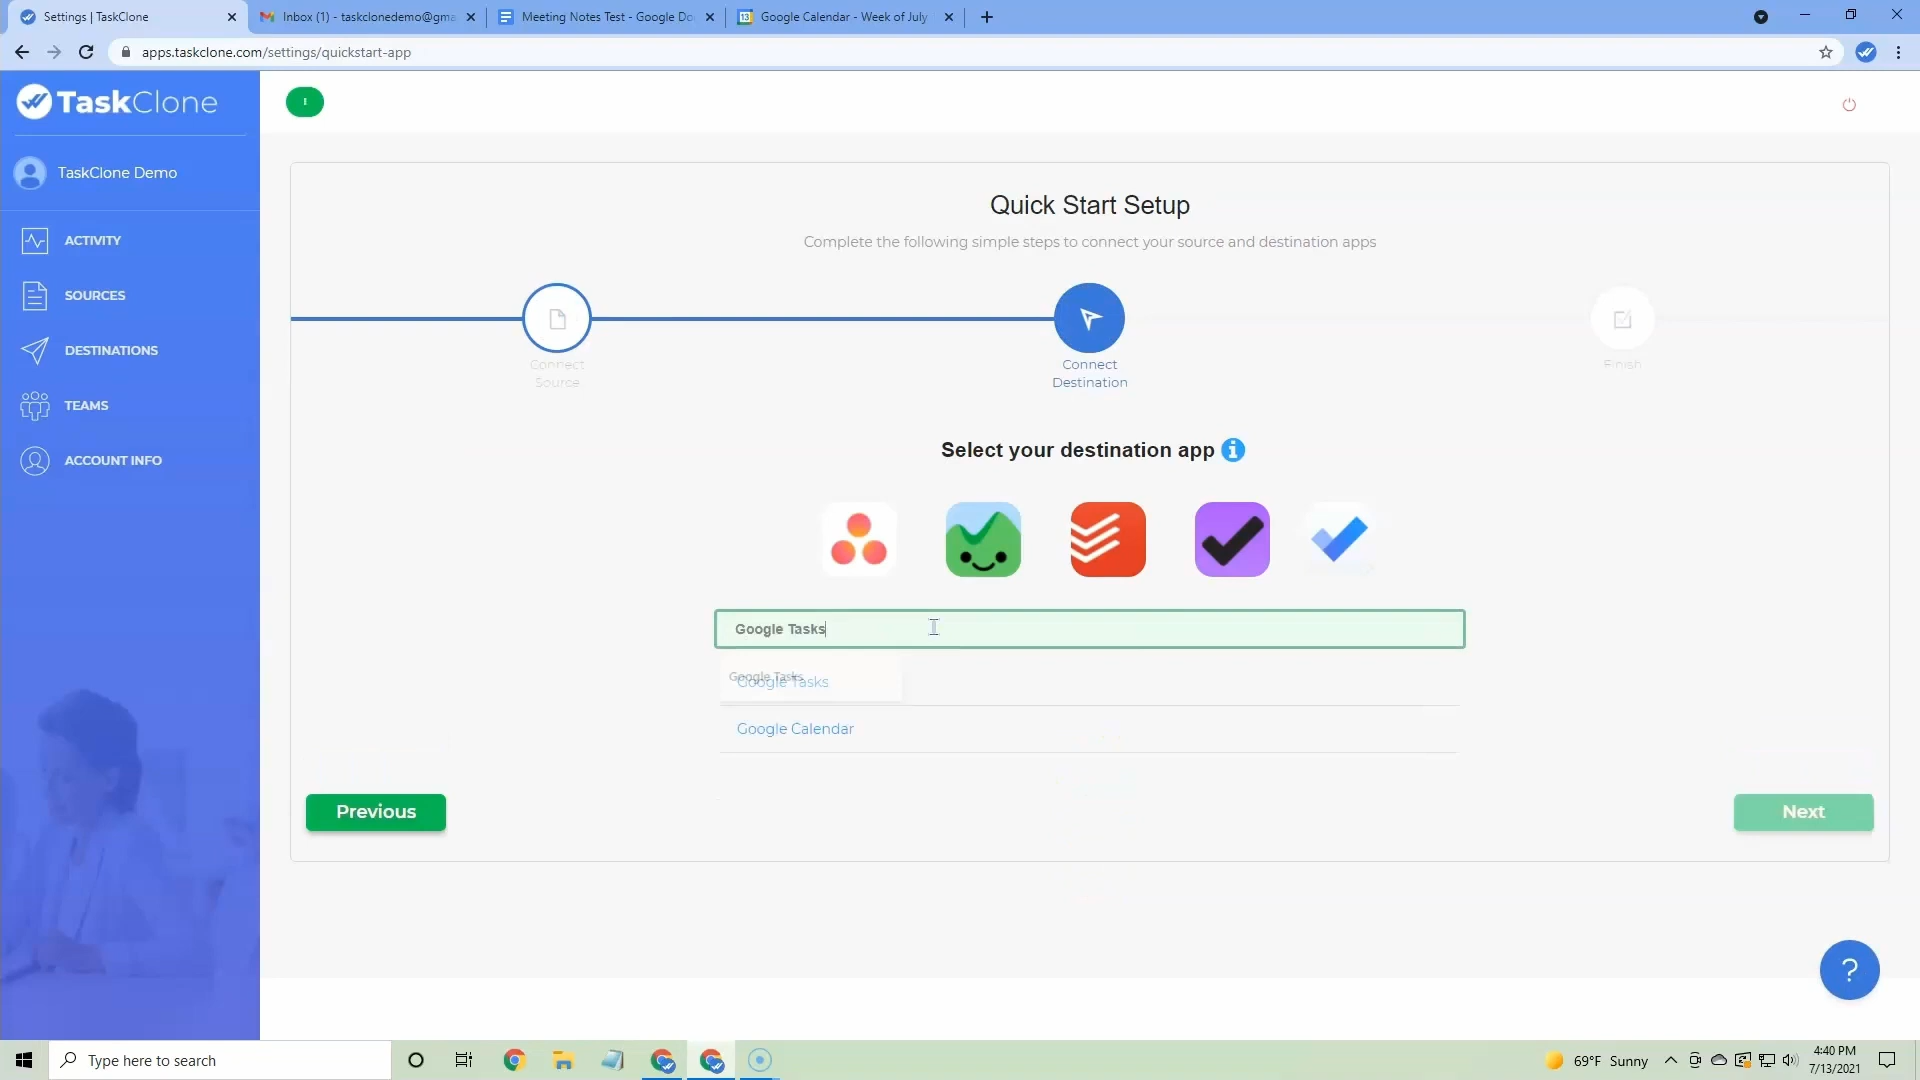 Settings | TaskClone
Inbox (1) - taskclonedemo@gma
Meeting Notes Test - Google Do
Google Calendar - Week of July
apps.taskclone.com/settings/quickstart-app
TaskClone
TaskClone Demo
ACTIVITY
SOURCES
DESTINATIONS
TEAMS
ACCOUNT INFO
Quick Start Setup
Complete the following simple steps to connect your source and destination apps
Connect
Source
Connect
Destination
Finish
Select your destination app
Google Tasks
Google Tasks
Google Tasks
Google Calendar
Previous
Next
?
Type here to search
69°F Sunny
4:40 PM
7/13/2021